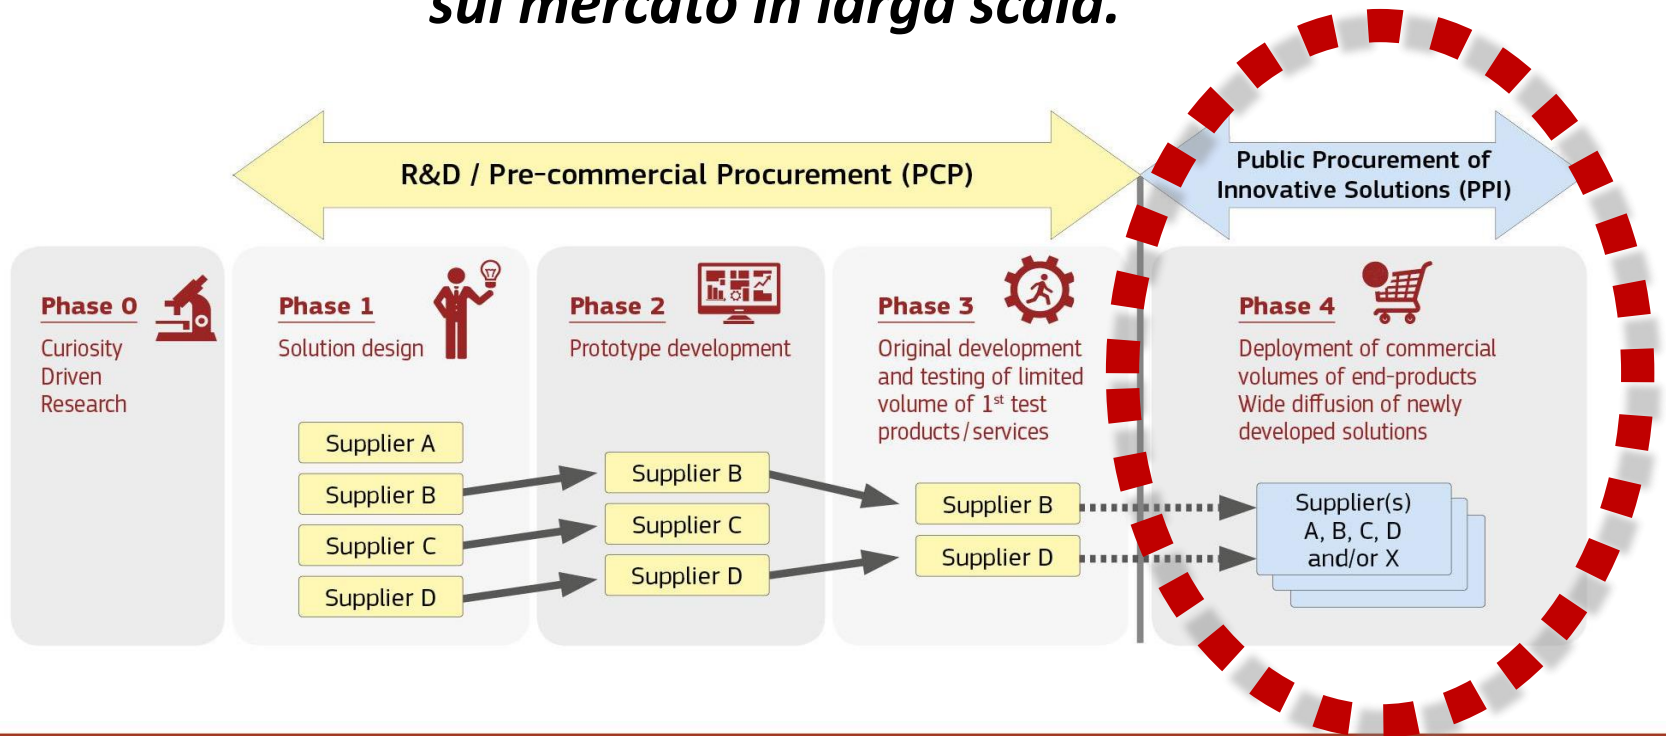 sul mercato in larga scala.
R&D / Pre-commercial Procurement (PCP)
Public Procurement of
Innovative Solutions (PPI)
Phase 0
Curiosity
Driven
Research
Phase 1
Solution design
Supplier A
Supplier B
Supplier C
Supplier D
Phase 2
Prototype development
Supplier B
Supplier C
Supplier D
Phase 3
Original development
and testing of limited
volume of 1st test
products/services
Supplier B
Supplier D
Phase 4
Deployment of commercial
volumes of end-products
Wide diffusion of newly
developed solutions
Supplier(s)
A, B, C, D
and/or X